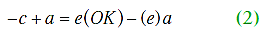 −c + a = e(OK) − (e)a (2)